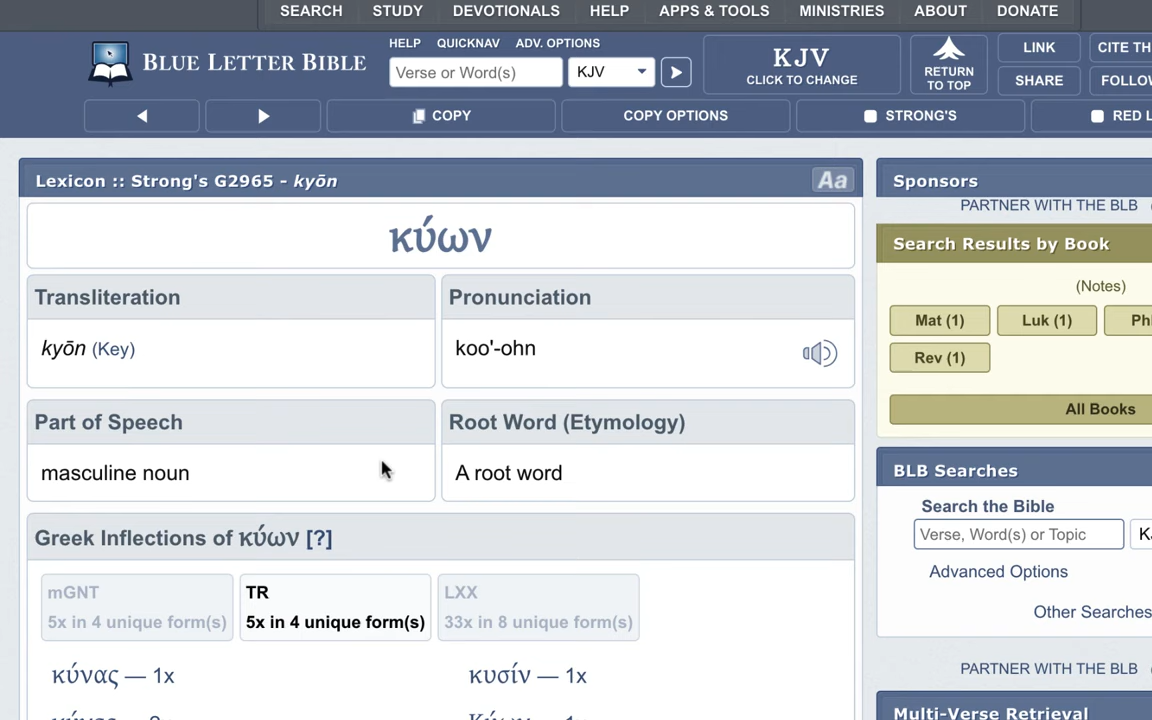 SEARCH STUDY DEVOTIONALS HELP APPS & TOOLS MINISTRIES ABOUT DONATE
HELP QUICKNAV ADV. OPTIONS
BLUE LETTER BIBLE
Verse or Word(s) KJV
KJV
CLICK TO CHANGE
RETURN
TO TOP
LINK CITE TH
SHARE FOLLO
COPY COPY OPTIONS STRONG'S RED L
Lexicon :: Strong's G2965 - kyōn Aa
κύων
Transliteration Pronunciation
kyōn (Key) koo'-ohn
Part of Speech Root Word (Etymology)
masculine noun A root word
Greek Inflections of κύων [?]
mGNT TR LXX
5x in 4 unique form(s) 5x in 4 unique form(s) 33x in 8 unique form(s)
κύνας — 1x κυσίν — 1x
Sponsors
PARTNER WITH THE BLB
Search Results by Book
(Notes)
Mat (1) Luk (1) Ph
Rev (1)
All Books
BLB Searches
Search the Bible
Verse, Word(s) or Topic K
Advanced Options
Other Searches
PARTNER WITH THE BLB
Multi-Verse Retrieval